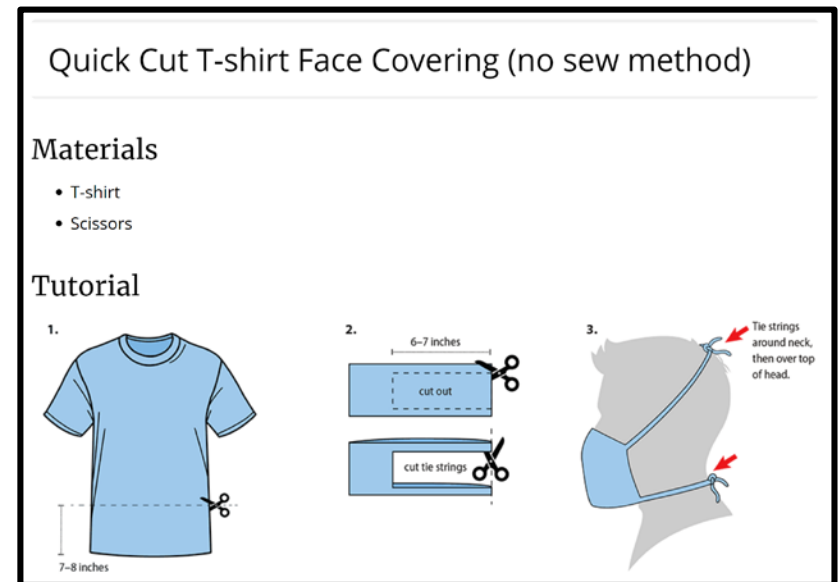 Quick Cut T-shirt Face Covering (no sew method)
Materials
• T-shirt
• Scissors
Tutorial
1.
7–8 inches
2.
6–7 inches
cut out
cut tie strings
3.
Tie strings
around neck,
then over top
of head.